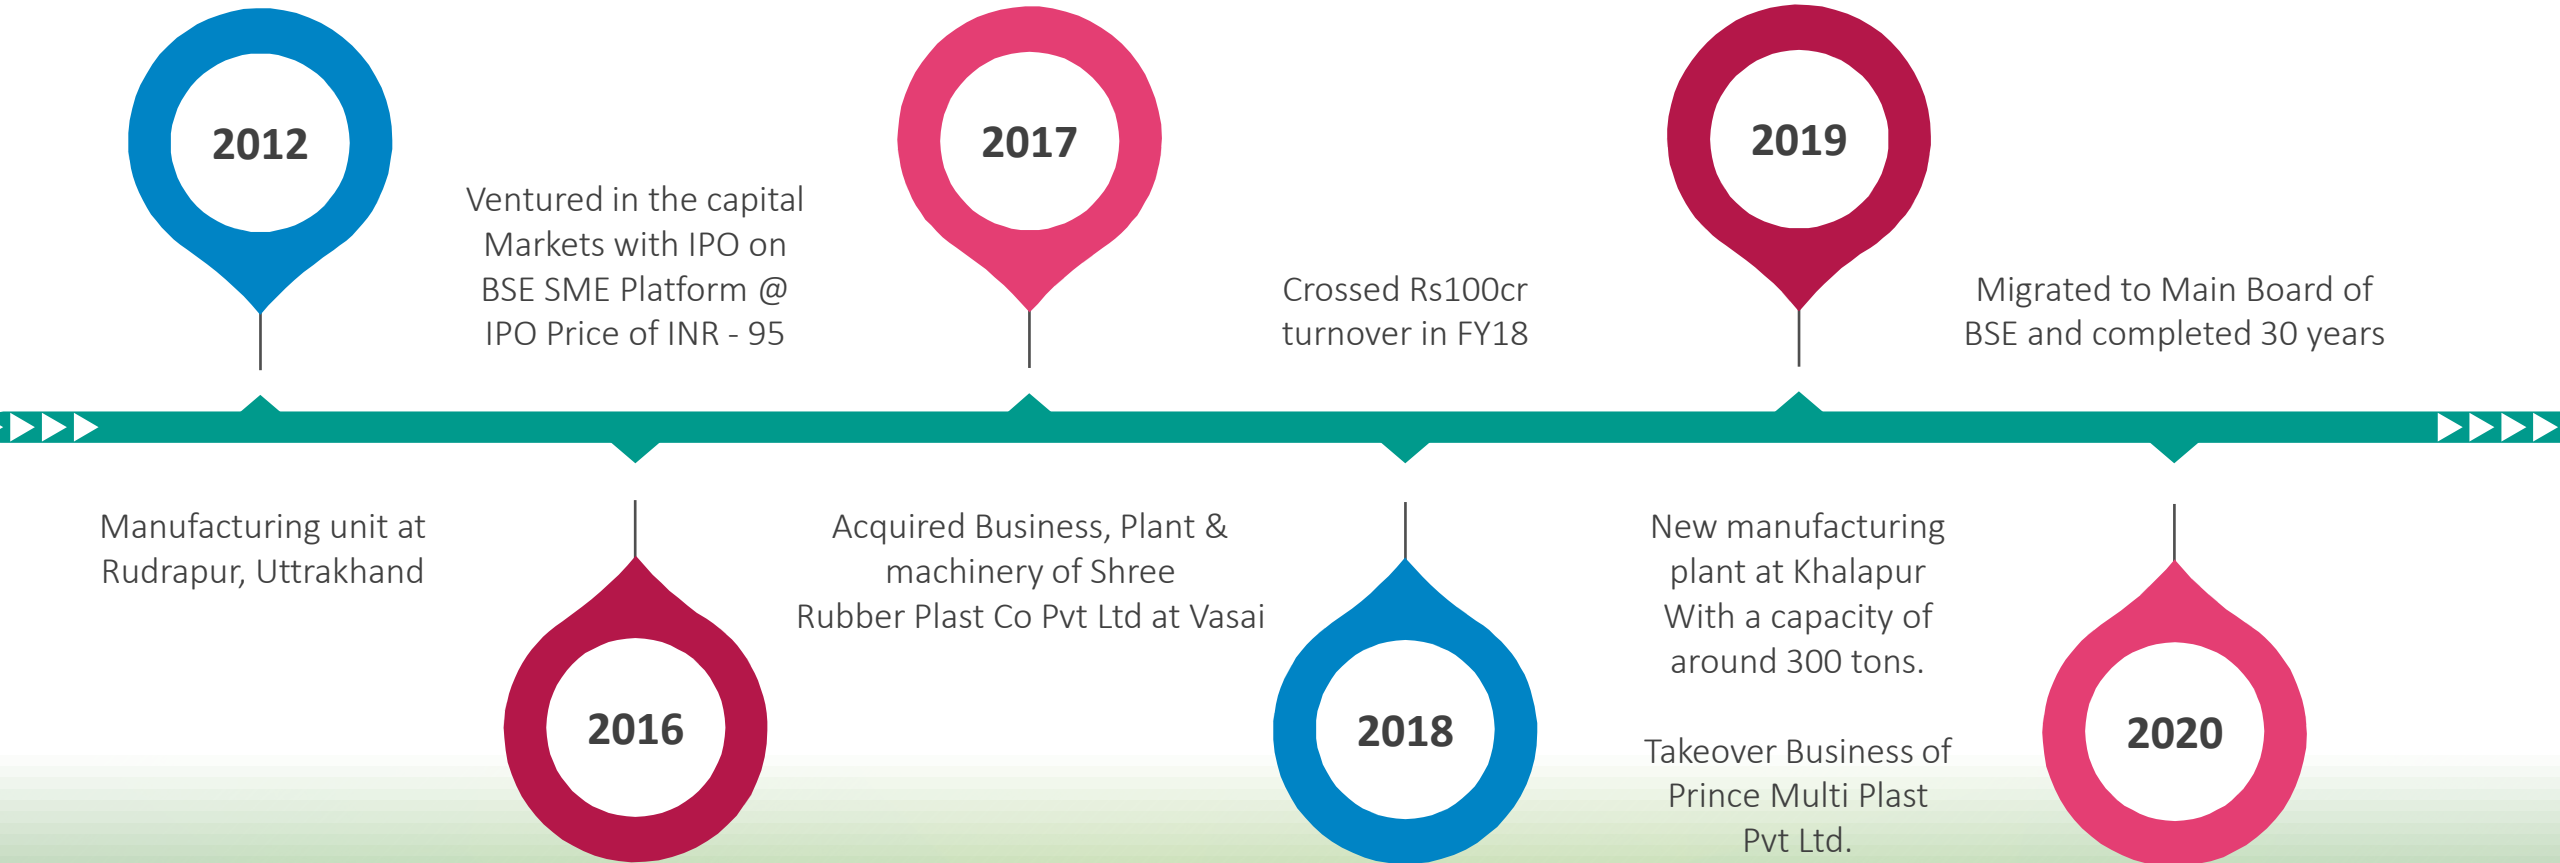 2012
Manufacturing unit at
Rudrapur, Uttrakhand
Ventured in the capital
Markets with IPO on
BSE SME Platform @
IPO Price of INR - 95
2016
2017
Acquired Business, Plant &
machinery of Shree
Rubber Plast Co Pvt Ltd at Vasai
Crossed Rs100cr
turnover in FY18
2018
2019
New manufacturing
plant at Khalapur
With a capacity of
around 300 tons.
Takeover Business of
Prince Multi Plast
Pvt Ltd.
Migrated to Main Board of
BSE and completed 30 years
2020